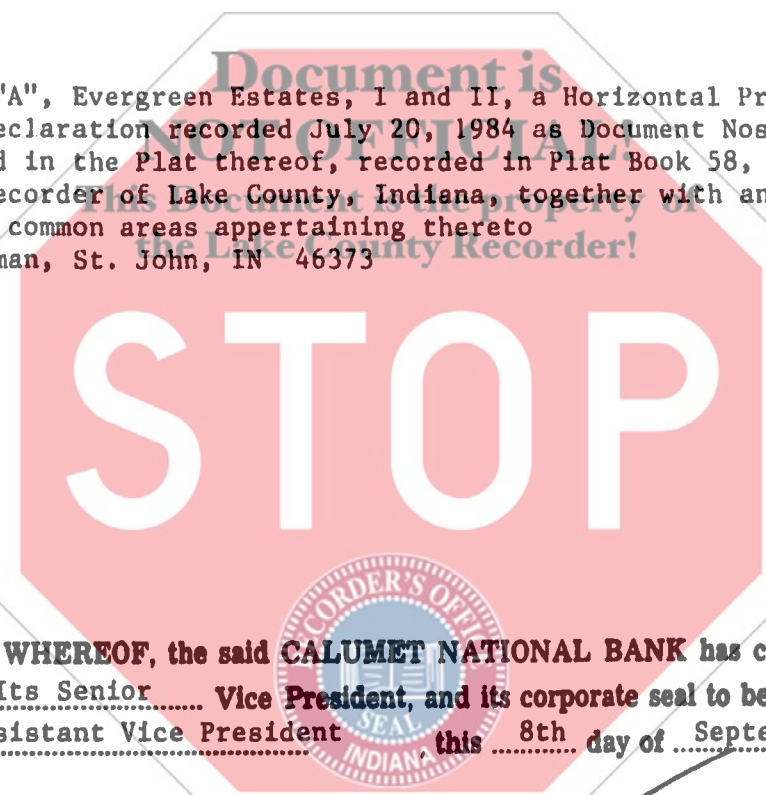 Document is
"A", Evergreen Estates, I and II, a Horizontal Pr
eclaration recorded July 20, 1984 as Document Nos
NOT OFFICIAL!
d in the Plat thereof, recorded in Plat Book 58,
ecorder of Lake County, Indiana, together with an
This Document is the property of
common areas appertaining thereto
the Lake County Recorder!
man, St. John, IN 46373
STOP
RECORDER'S OFFI
WHEREOF, the said CALUMET NATIONAL BANK has c
Its Senior Vice President, and its corporate seal to be
SEAL
sistant Vice President, this 8th day of Septe
INDIANA